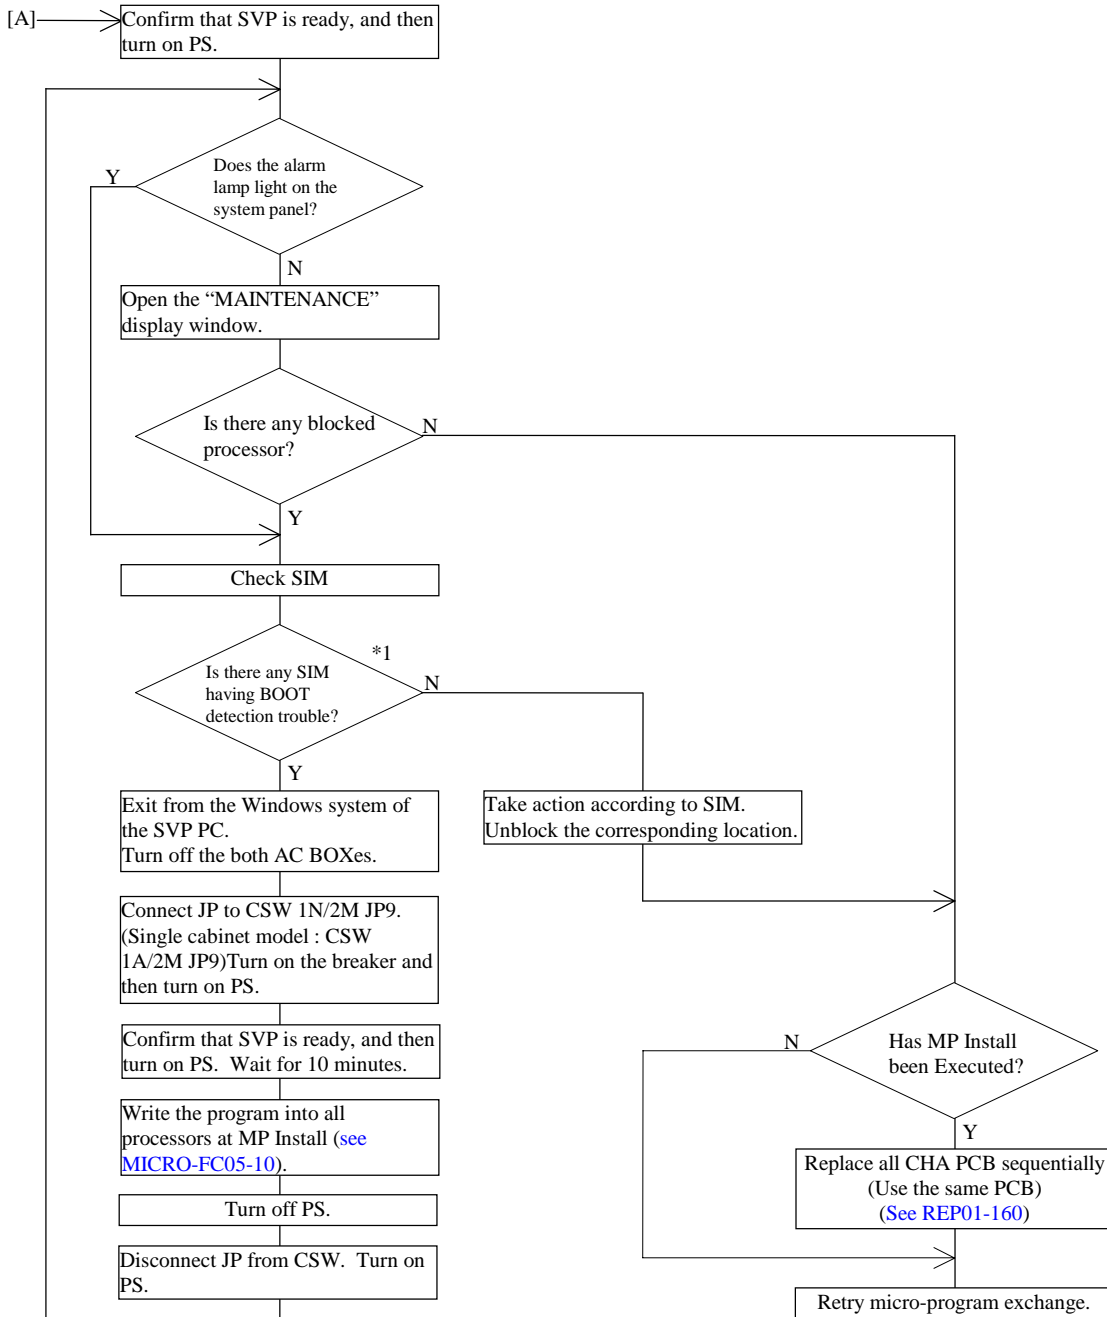 [A]
Confirm that SVP is ready, and then
turn on PS.
Does the alarm
lamp light on the
system panel?
Y
N
Open the “MAINTENANCE”
display window.
Is there any blocked
processor?
N
Y
Check SIM
*1
Is there any SIM
having BOOT
detection trouble?
N
Y
Exit from the Windows system of
the SVP PC.
Turn off the both AC BOXes.
Take action according to SIM.
Unblock the corresponding location.
Connect JP to CSW 1N/2M JP9.
(Single cabinet model : CSW
1A/2M JP9)Turn on the breaker and
then turn on PS.
Confirm that SVP is ready, and then
turn on PS.  Wait for 10 minutes.
Write the program into all
processors at MP Install (see
MICRO-FC05-10).
Turn off PS.
Disconnect JP from CSW.  Turn on
PS.
Has MP Install
been Executed?
N
Y
Replace all CHA PCB sequentially
(Use the same PCB)
(See REP01-160)
Retry micro-program exchange.